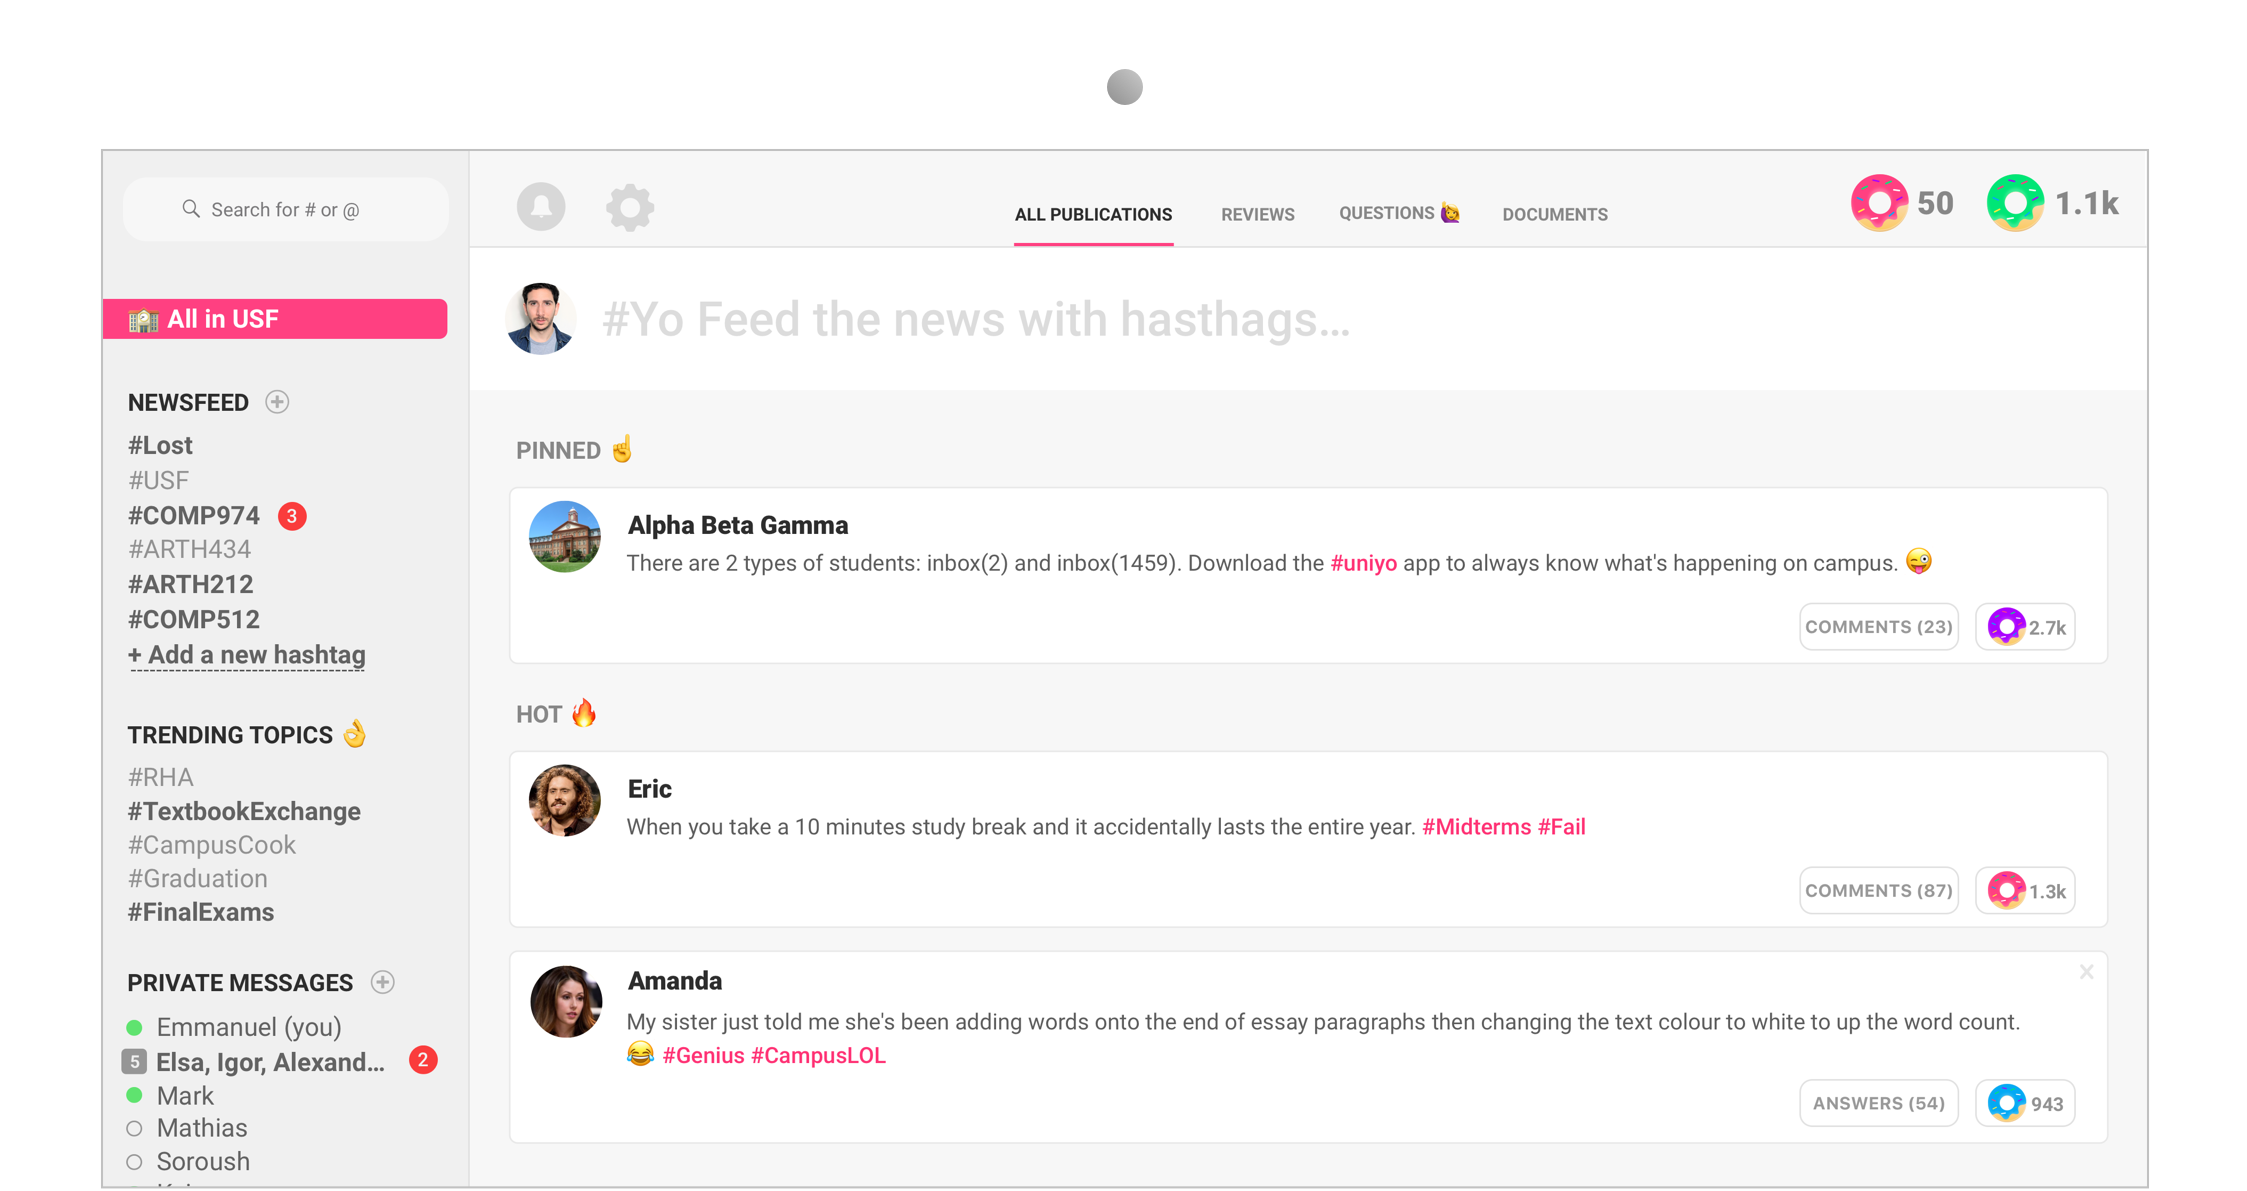 Search for # or @
All in USF
NEWSFEED
#Lost
#USF
#COMP974 3
#ARTH434
#ARTH212
#COMP512
+ Add a new hashtag
TRENDING TOPICS
#RHA
#TextbookExchange
#CampusCook
#Graduation
#FinalExams
PRIVATE MESSAGES
Emmanuel (you)
5 Elsa, Igor, Alexand... 2
Mark
Mathias
Soroush
ALL PUBLICATIONS REVIEWS QUESTIONS DOCUMENTS 50 1.1k
#Yo Feed the news with hasthags...
PINNED
Alpha Beta Gamma
There are 2 types of students: inbox(2) and inbox(1459). Download the #uniyo app to always know what's happening on campus.
COMMENTS (23) 2.7k
HOT
Eric
When you take a 10 minutes study break and it accidentally lasts the entire year. #Midterms #Fail
COMMENTS (87) 1.3k
Amanda
My sister just told me she's been adding words onto the end of essay paragraphs then changing the text colour to white to up the word count.
#Genius #CampusLOL
ANSWERS (54) 943